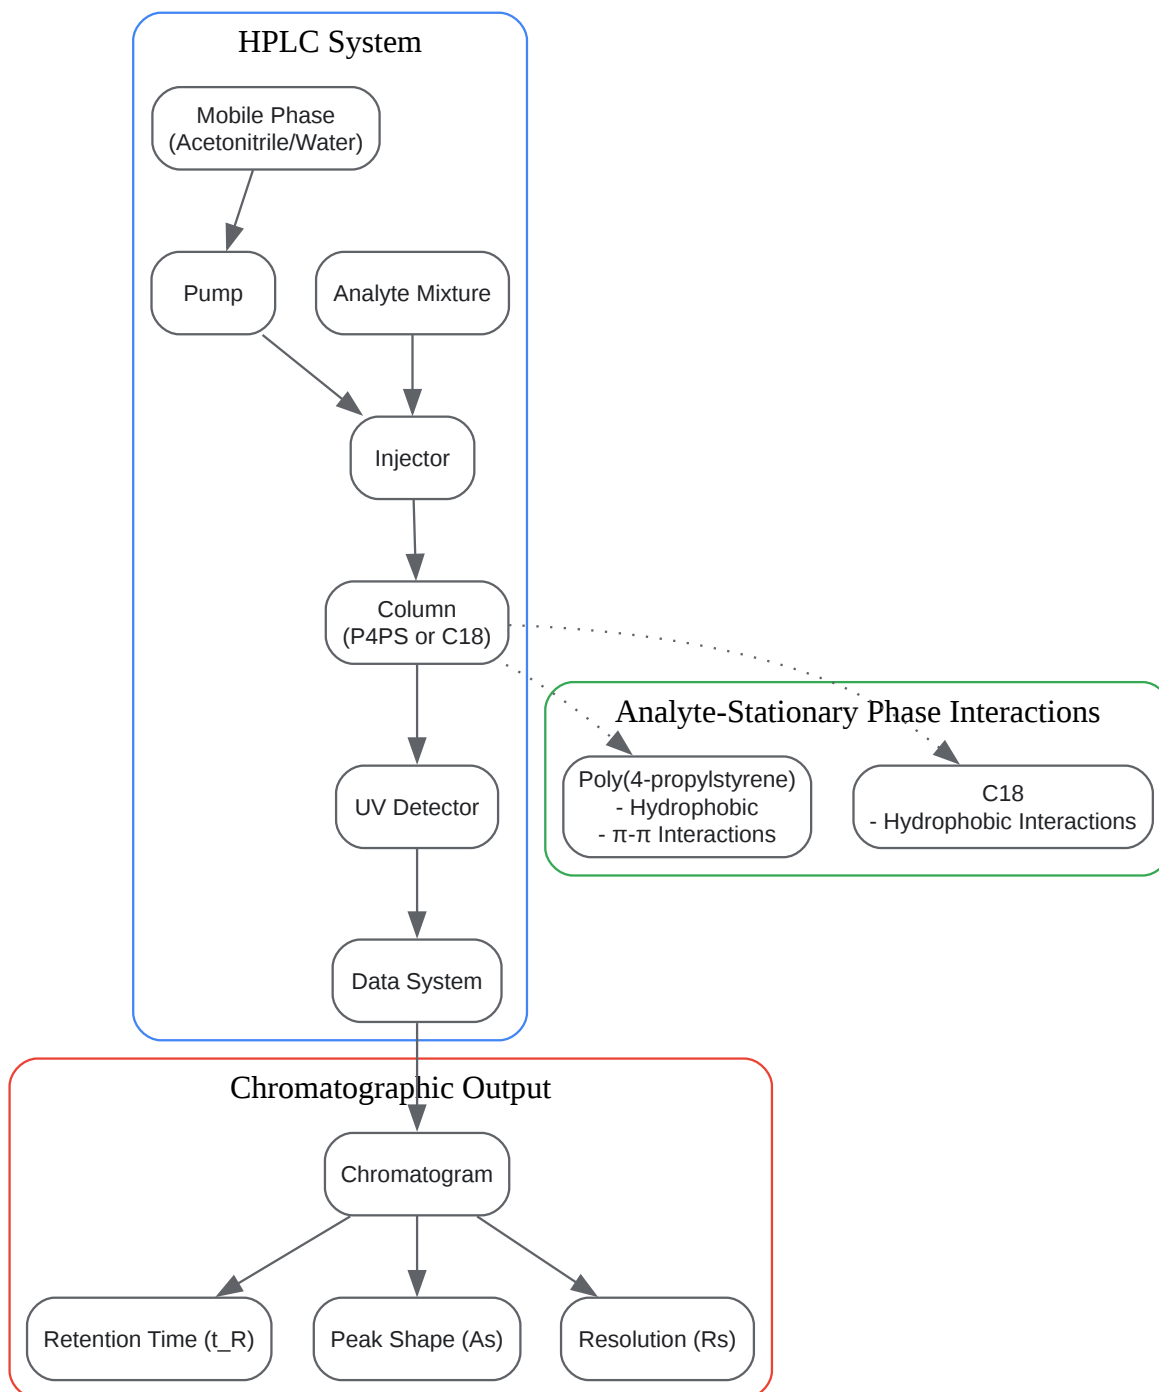 HPLC System
Mobile Phase
(Acetonitrile/Water)
Pump
Analyte Mixture
Injector
Column
(P4PS or C18)
Analyte-Stationary Phase Interactions
Poly(4-propylstyrene)
- Hydrophobic
- π-π Interactions
C18
- Hydrophobic Interactions
UV Detector
Data System
Chromatographic Output
Chromatogram
Retention Time (t_R)
Peak Shape (As)
Resolution (Rs)